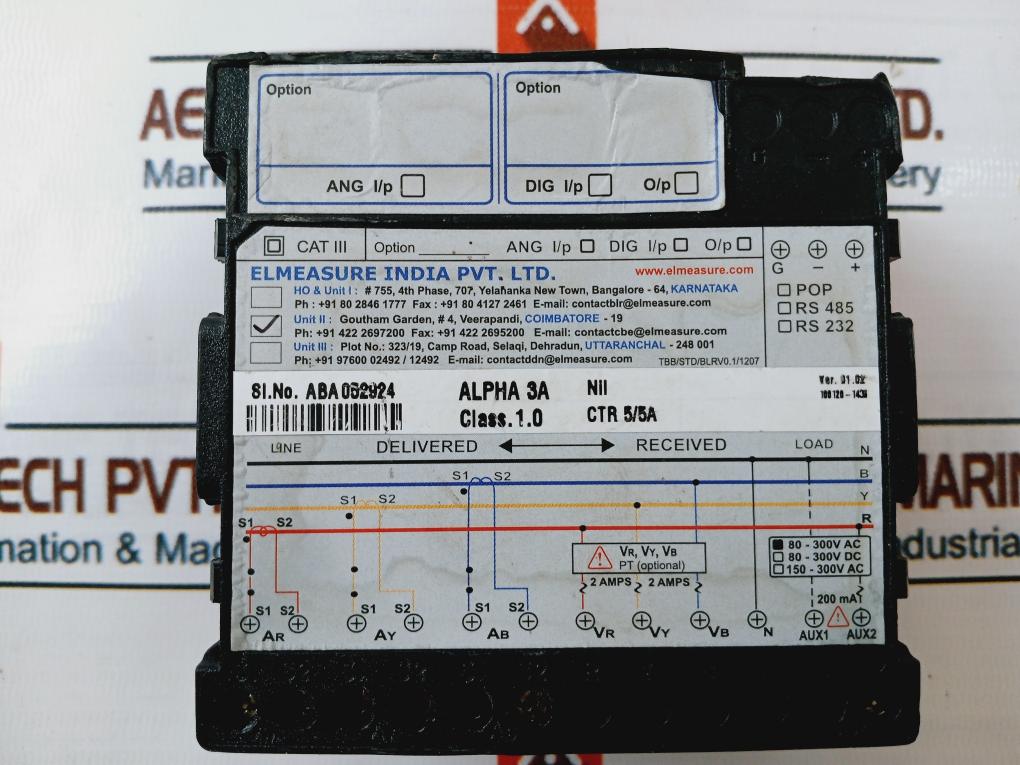 AE D.
Mari ery
Option Option
ANG I/p DIG I/p O/p
CAT III Option ______ ANG I/p DIG I/p O/p
G − +
ELMEASURE INDIA PVT. LTD. www.elmeasure.com
HO & Unit I : # 755, 4th Phase, 707, Yelahanka New Town, Bangalore - 64, KARNATAKA
Ph : +91 80 2846 1777 Fax : +91 80 4127 2461 E-mail: contactblr@elmeasure.com
Unit II : Goutham Garden, # 4, Veerapandi, COIMBATORE - 19
Ph: +91 422 2697200 Fax: +91 422 2695200 E-mail: contactcbe@elmeasure.com
Unit III : Plot No.: 323/19, Camp Road, Selaqi, Dehradun, UTTARANCHAL - 248 001
Ph: +91 97600 02492 / 12492 E-mail: contactddn@elmeasure.com
TBB/STD/BLRV0.1/1207
POP
RS 485
RS 232
Sl.No. ABA ALPHA 3A Nil Ver. 01.02
Class.1.0 CTR 5/5A
LINE DELIVERED RECEIVED LOAD
N
B
Y
R
S1 S2
S1 S2
S1 S2
VR, VY, VB
PT (optional)
80 - 300V AC
80 - 300V DC
150 - 300V AC
2 AMPS 2 AMPS
200 mA
S1 S2 S1 S2 S1 S2
AR AY AB VR VY VB N AUX1 AUX2
ECH PVT. MARIN
mation & Mac ndustria